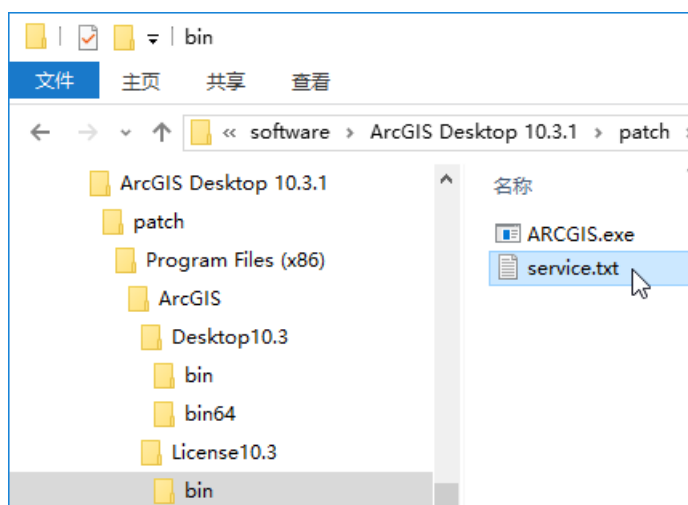 bin
文件 主页 共享 查看
« software › ArcGIS Desktop 10.3.1 › patch ›
ArcGIS Desktop 10.3.1
patch
Program Files (x86)
ArcGIS
Desktop10.3
bin
bin64
License10.3
bin
名称
ARCGIS.exe
service.txt